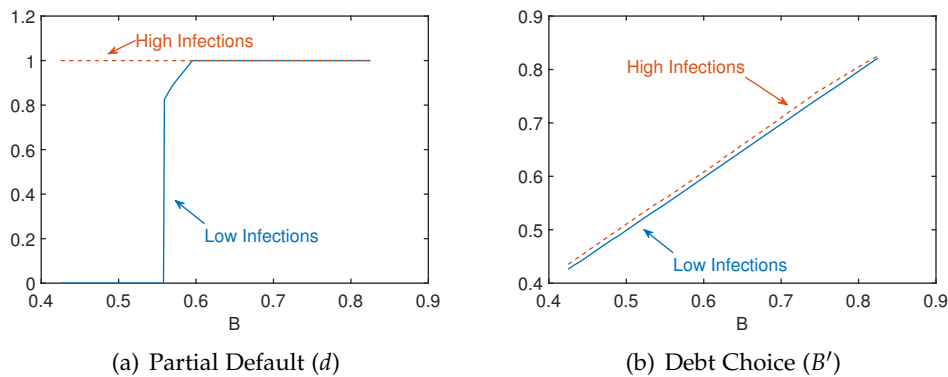 1.2
1
0.8
0.6
0.4
0.2
0
High Infections
Low Infections
0.4 0.5 0.6 0.7 0.8 0.9
B
(a) Partial Default (d)
0.9
0.8
0.7
0.6
0.5
0.4
High Infections
Low Infections
0.4 0.5 0.6 0.7 0.8 0.9
B
(b) Debt Choice (B′)